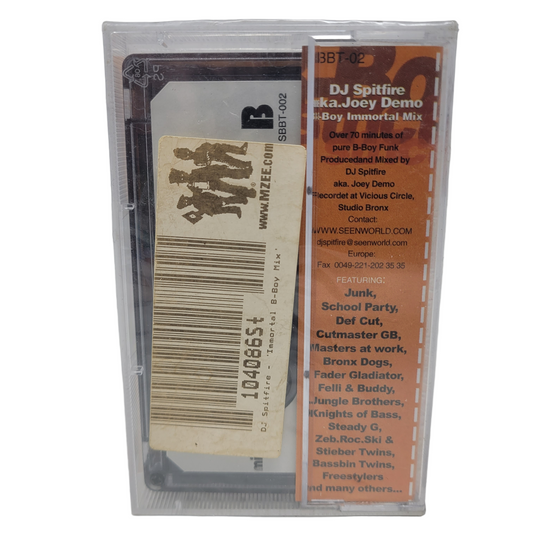 PS
B
SBBT-002
www.MZEE.com
104086St
DJ Spitfire - 'Immortal B-Boy Mix'
BBT-02
DJ Spitfire
aka.Joey Demo
B-Boy Immortal Mix
Over 70 minutes of
pure B-Boy Funk
Producedand Mixed by
DJ Spitfire
aka. Joey Demo
Recordet at Vicious Circle,
Studio Bronx
Contact:
WWW.SEENWORLD.COM
djspitfire@seenworld.com
Europe:
Fax 0049-221-202 35 35
FEATURING:
Junk,
School Party,
Def Cut,
Cutmaster GB,
Masters at work,
Bronx Dogs,
Fader Gladiator,
Felli & Buddy,
Jungle Brothers,
Knights of Bass,
Steady G,
Zeb.Roc.Ski &
Stieber Twins,
Bassbin Twins,
Freestylers
and many others...